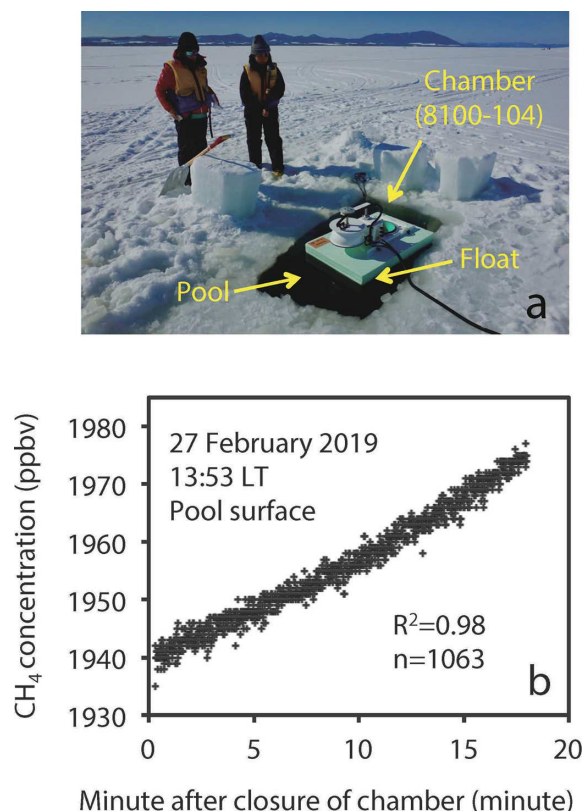 Chamber
(8100-104)
Float
Pool
a
CH₄ concentration (ppbv)
1980
1970
1960
1950
1940
1930
27 February 2019
13:53 LT
Pool surface
R²=0.98
n=1063
b
0 5 10 15 20
Minute after closure of chamber (minute)